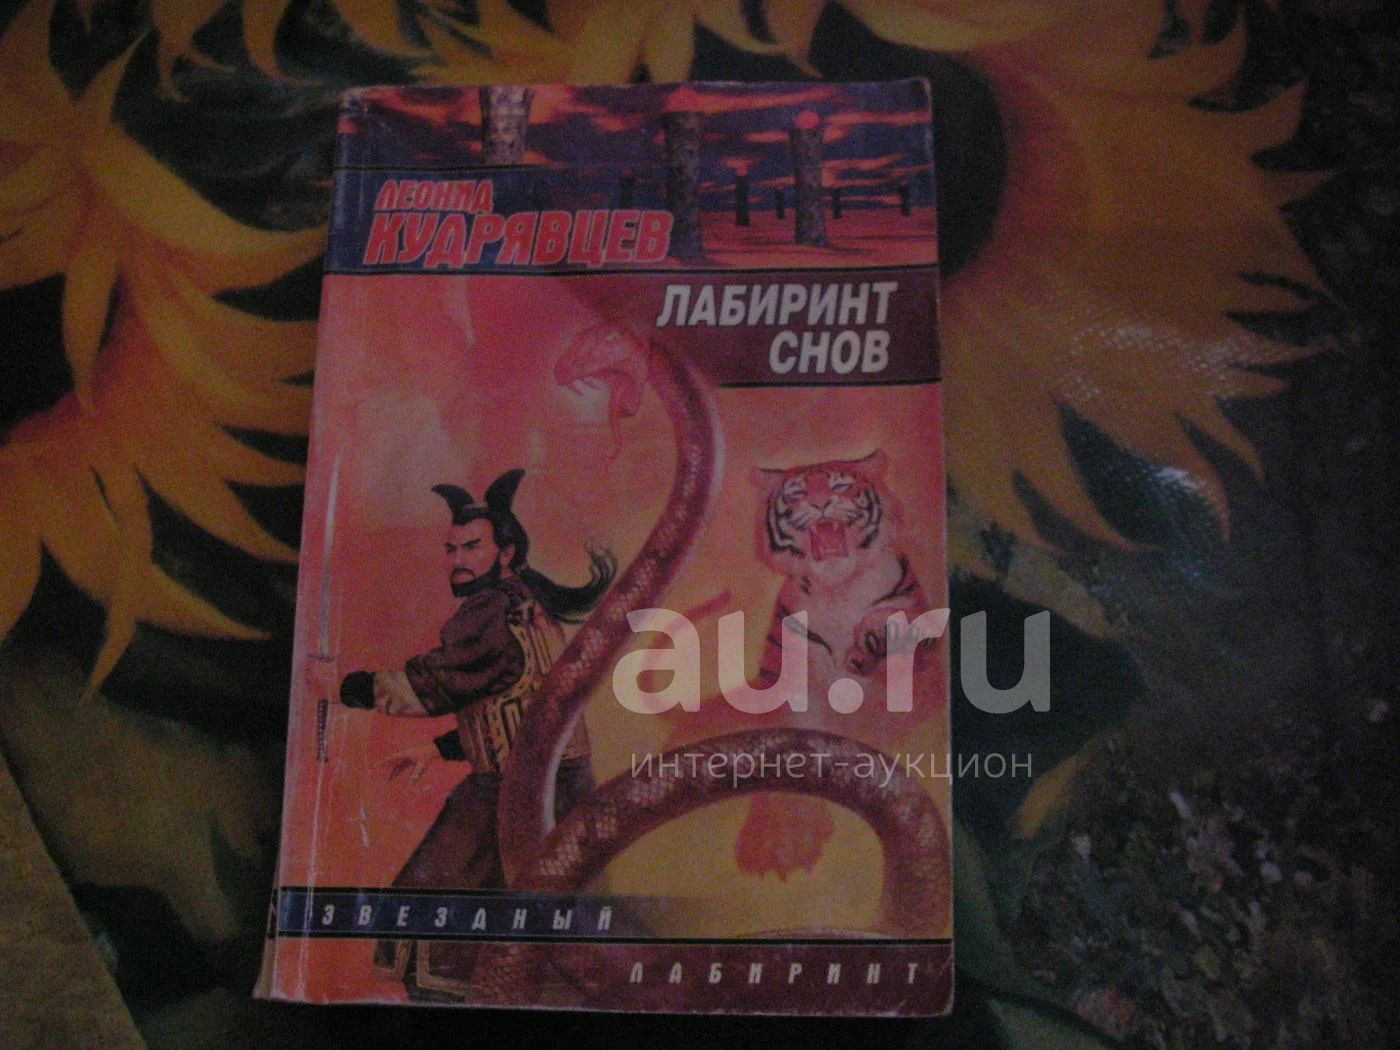 ЛЕОНИД
КУДРЯВЦЕВ
ЛАБИРИНТ
СНОВ
au.ru
интернет-аукцион
ЗВЕЗДНЫЙ
ЛАБИРИНТ